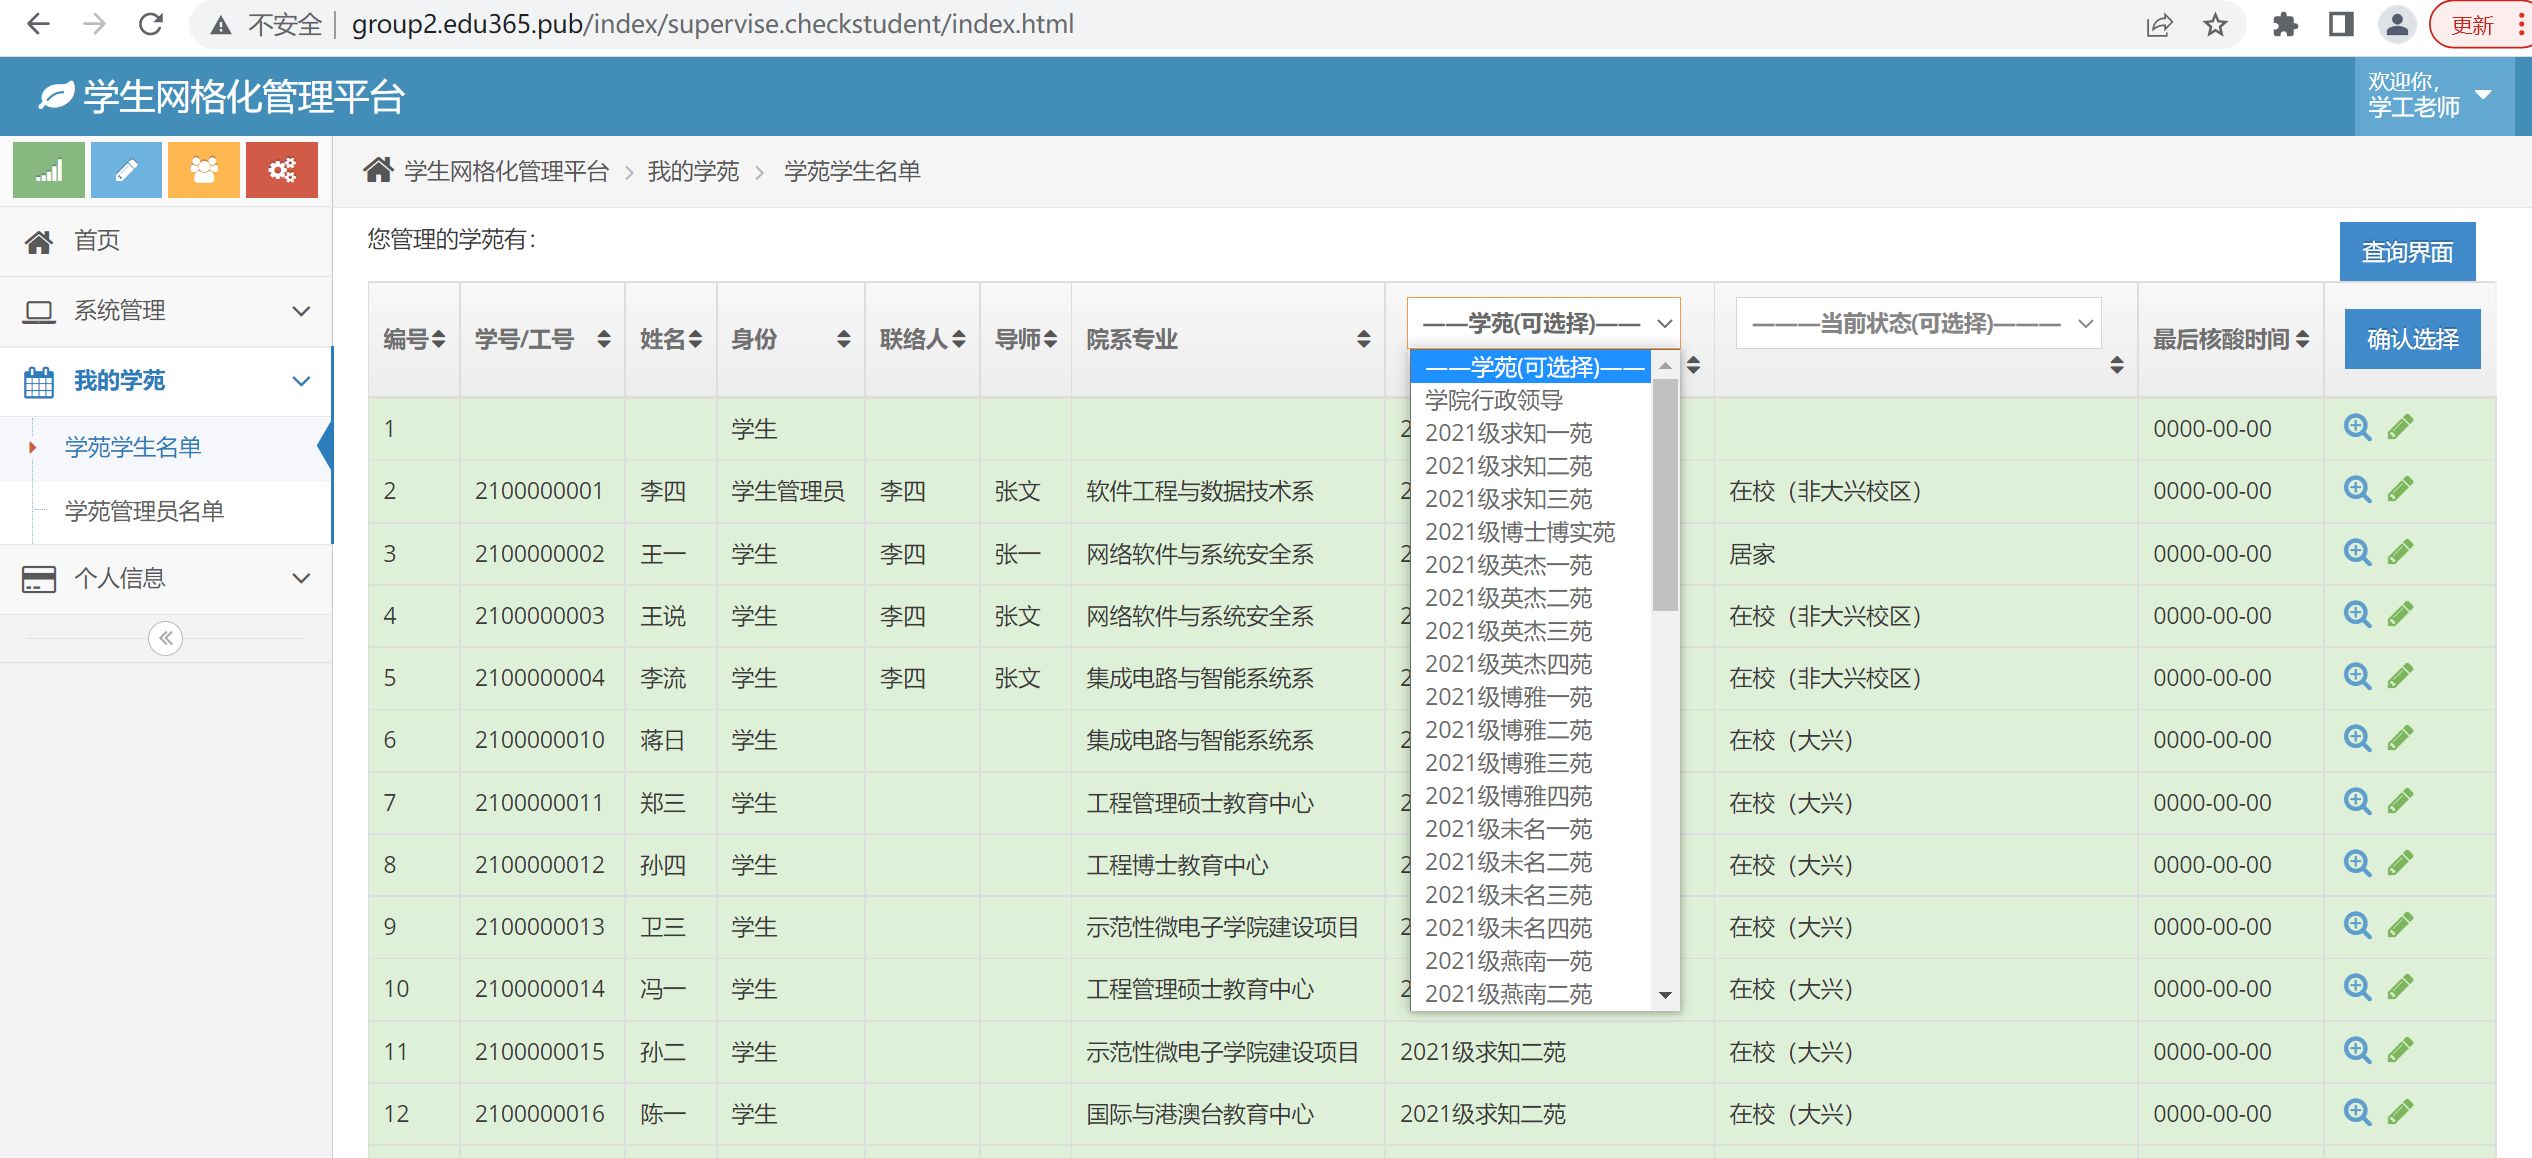 不安全 group2.edu365.pub/index/supervise.checkstudent/index.html 更新
学生网格化管理平台
欢迎你,
学工老师
学生网格化管理平台 > 我的学苑 > 学苑学生名单
首页
系统管理
我的学苑
学苑学生名单
学苑管理员名单
个人信息
您管理的学苑有：
查询界面
编号 学号/工号 姓名 身份 联络人 导师 院系专业 ——学苑(可选择)—— ———当前状态(可选择)——— 最后核酸时间 确认选择
——学苑(可选择)——
学院行政领导
2021级求知一苑
2021级求知二苑
2021级求知三苑
2021级博士博实苑
2021级英杰一苑
2021级英杰二苑
2021级英杰三苑
2021级英杰四苑
2021级博雅一苑
2021级博雅二苑
2021级博雅三苑
2021级博雅四苑
2021级未名一苑
2021级未名二苑
2021级未名三苑
2021级未名四苑
2021级燕南一苑
2021级燕南二苑
1 学生 2 0000-00-00
2 2100000001 李四 学生管理员 李四 张文 软件工程与数据技术系 2 在校（非大兴校区） 0000-00-00
3 2100000002 王一 学生 李四 张一 网络软件与系统安全系 2 居家 0000-00-00
4 2100000003 王说 学生 李四 张文 网络软件与系统安全系 2 在校（非大兴校区） 0000-00-00
5 2100000004 李流 学生 李四 张文 集成电路与智能系统系 2 在校（非大兴校区） 0000-00-00
6 2100000010 蒋日 学生 集成电路与智能系统系 2 在校（大兴） 0000-00-00
7 2100000011 郑三 学生 工程管理硕士教育中心 2 在校（大兴） 0000-00-00
8 2100000012 孙四 学生 工程博士教育中心 2 在校（大兴） 0000-00-00
9 2100000013 卫三 学生 示范性微电子学院建设项目 2 在校（大兴） 0000-00-00
10 2100000014 冯一 学生 工程管理硕士教育中心 2 在校（大兴） 0000-00-00
11 2100000015 孙二 学生 示范性微电子学院建设项目 2021级求知二苑 在校（大兴） 0000-00-00
12 2100000016 陈一 学生 国际与港澳台教育中心 2021级求知二苑 在校（大兴） 0000-00-00